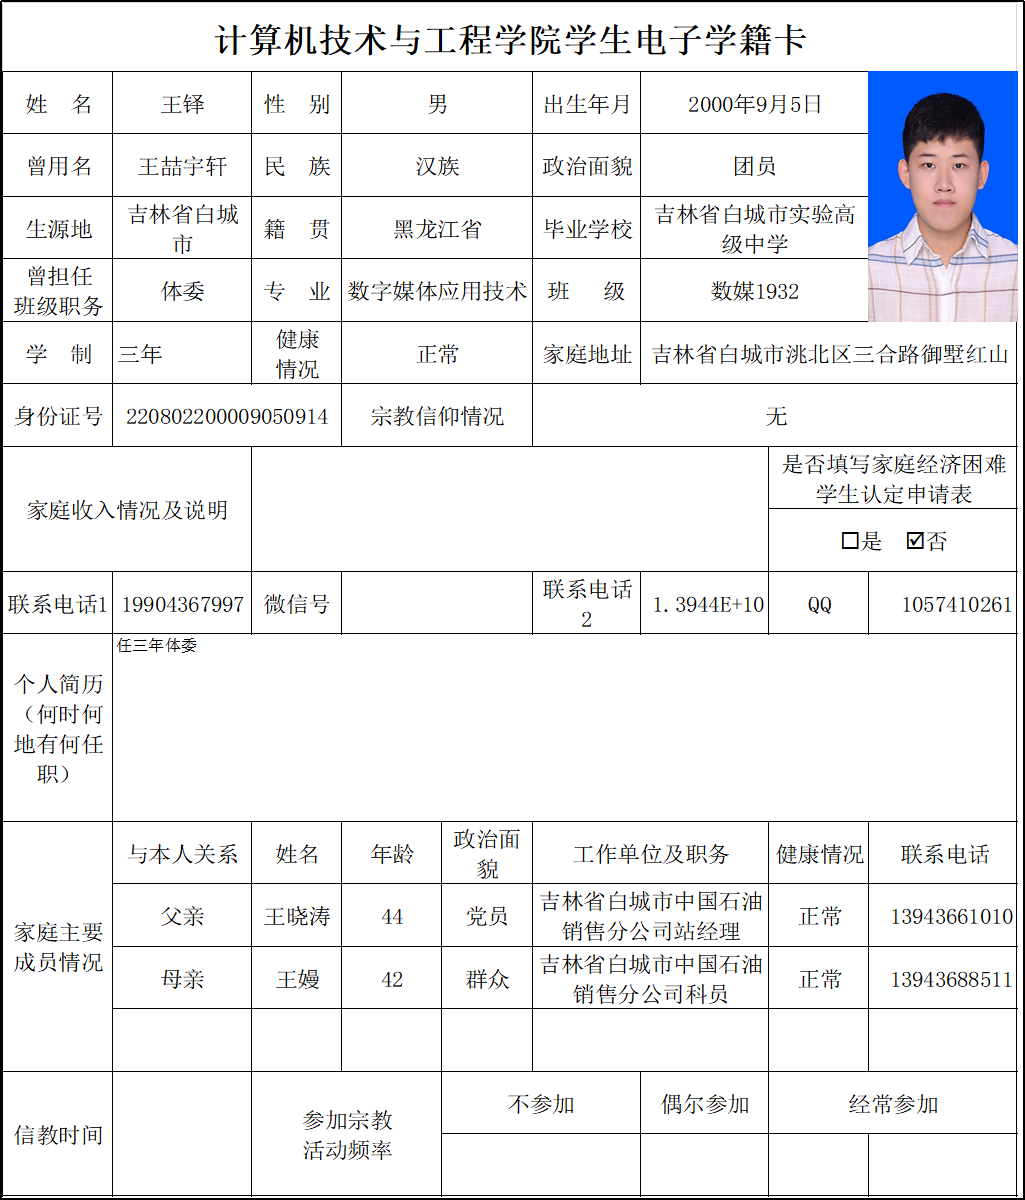 计算机技术与工程学院学生电子学籍卡
姓 名 王铎 性 别 男 出生年月 2000年9月5日
曾用名 王喆宇轩 民 族 汉族 政治面貌 团员
生源地 吉林省白城市 籍 贯 黑龙江省 毕业学校 吉林省白城市实验高级中学
曾担任班级职务 体委 专 业 数字媒体应用技术 班 级 数媒1932
学 制 三年 健康情况 正常 家庭地址 吉林省白城市洮北区三合路御墅红山
身份证号 220802200009050914 宗教信仰情况 无
家庭收入情况及说明 是否填写家庭经济困难学生认定申请表
☐是 ☑否
联系电话1 19904367997 微信号 联系电话2 1.3944E+10 QQ 1057410261
个人简历（何时何地有何任职） 任三年体委
家庭主要成员情况 与本人关系 姓名 年龄 政治面貌 工作单位及职务 健康情况 联系电话
父亲 王晓涛 44 党员 吉林省白城市中国石油销售分公司站经理 正常 13943661010
母亲 王嫚 42 群众 吉林省白城市中国石油销售分公司科员 正常 13943688511
信教时间 参加宗教活动频率 不参加 偶尔参加 经常参加